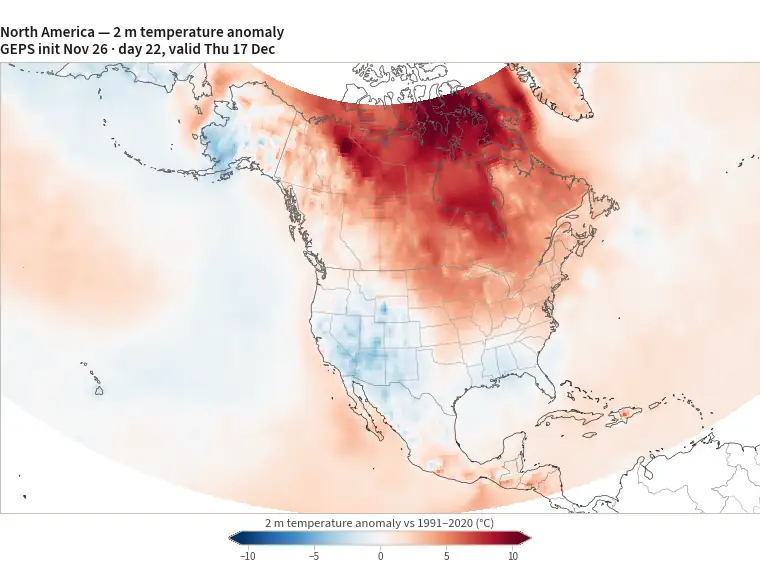 North America — 2 m temperature anomaly
GEPS init Nov 26 · day 22, valid Thu 17 Dec
2 m temperature anomaly vs 1991–2020 (°C)
−10 −5 0 5 10